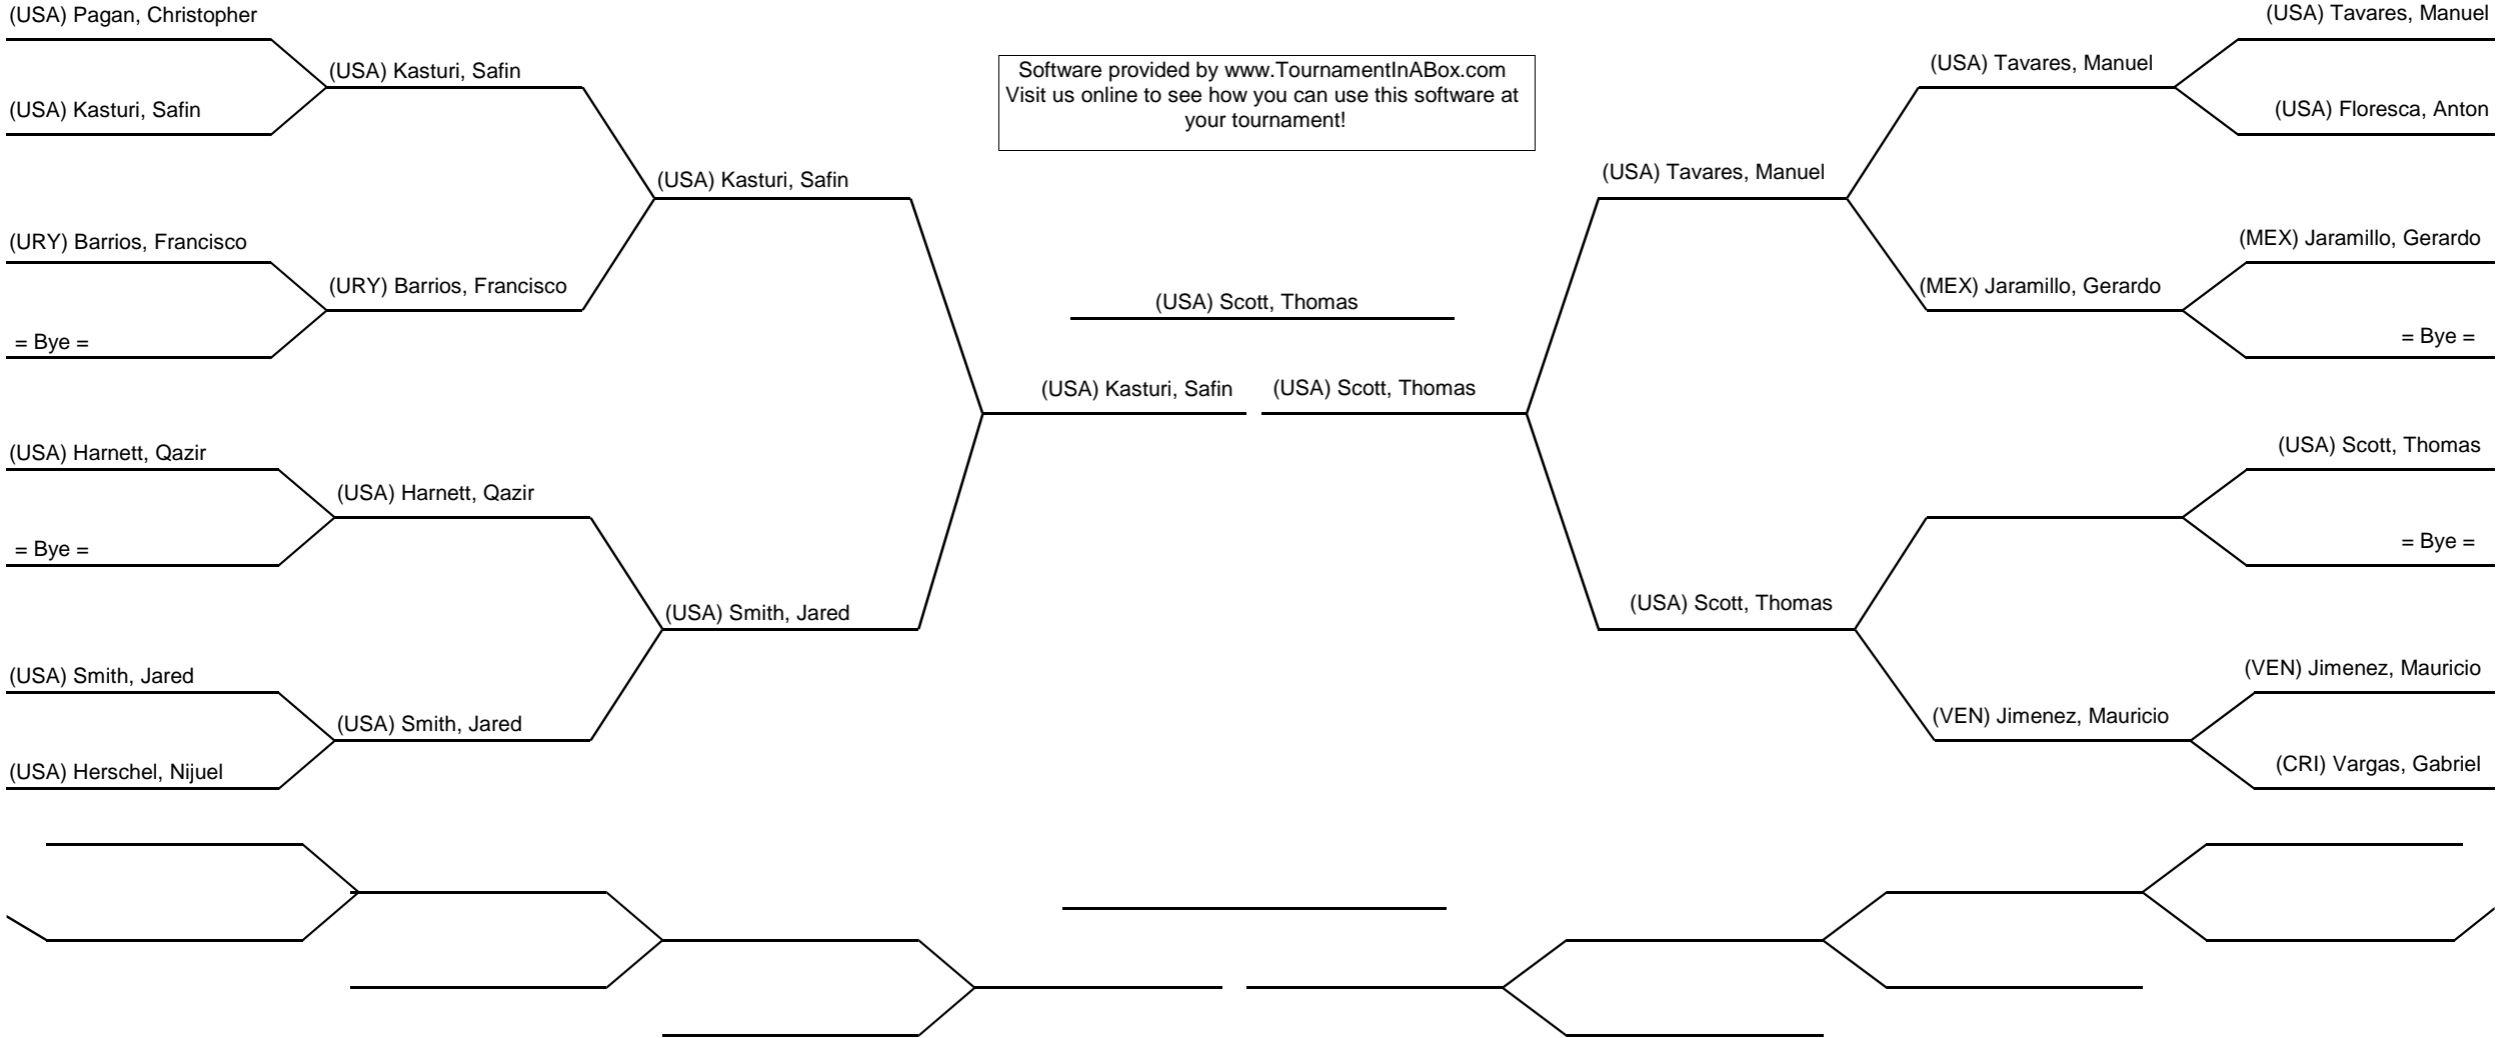 (USA) Pagan, Christopher
(USA) Kasturi, Safin
(USA) Kasturi, Safin
(USA) Kasturi, Safin
(URY) Barrios, Francisco
(URY) Barrios, Francisco
= Bye =
(USA) Harnett, Qazir
(USA) Harnett, Qazir
= Bye =
(USA) Smith, Jared
(USA) Smith, Jared
(USA) Smith, Jared
(USA) Herschel, Nijuel
Software provided by www.TournamentInABox.com
Visit us online to see how you can use this software at
your tournament!
(USA) Scott, Thomas
(USA) Kasturi, Safin
(USA) Scott, Thomas
(USA) Tavares, Manuel
(USA) Tavares, Manuel
(USA) Tavares, Manuel
(USA) Floresca, Anton
(MEX) Jaramillo, Gerardo
(MEX) Jaramillo, Gerardo
= Bye =
(USA) Scott, Thomas
= Bye =
(USA) Scott, Thomas
(VEN) Jimenez, Mauricio
(VEN) Jimenez, Mauricio
(CRI) Vargas, Gabriel